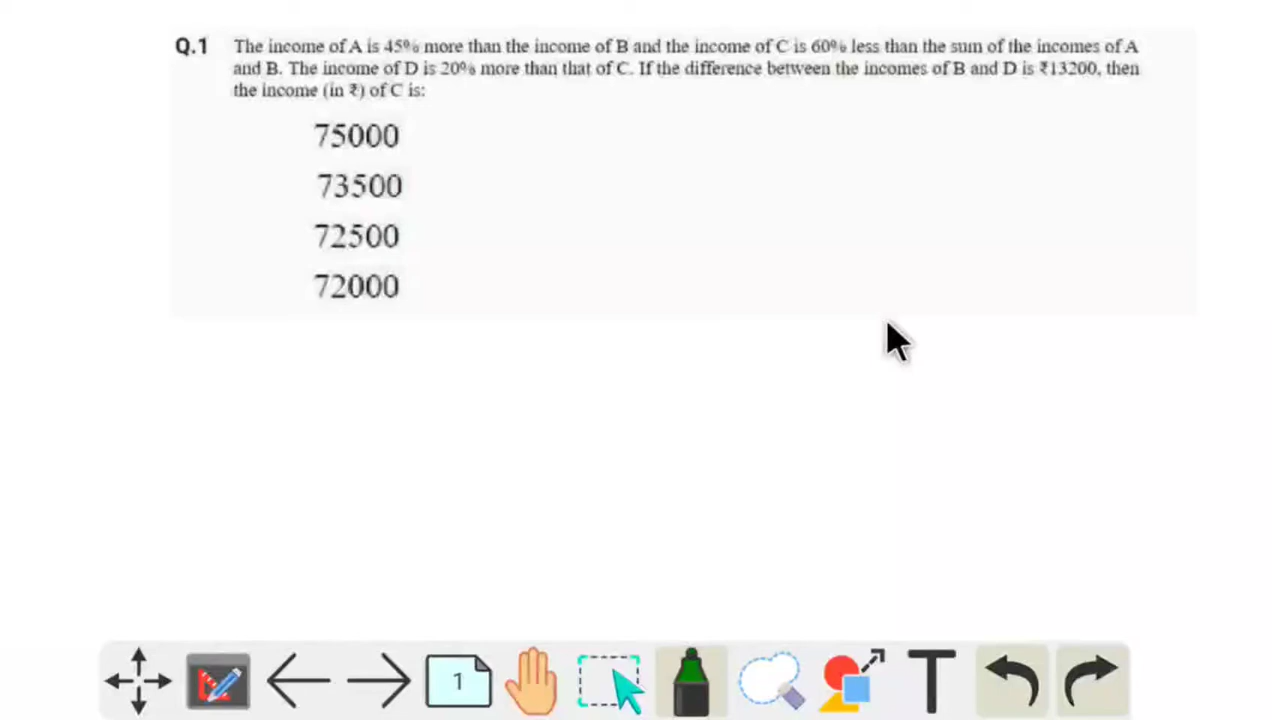 Q.1 The income of A is 45% more than the income of B and the income of C is 60% less than the sum of the incomes of A
and B. The income of D is 20% more than that of C. If the difference between the incomes of B and D is ₹13200, then
the income (in ₹) of C is:
75000
73500
72500
72000
1
T